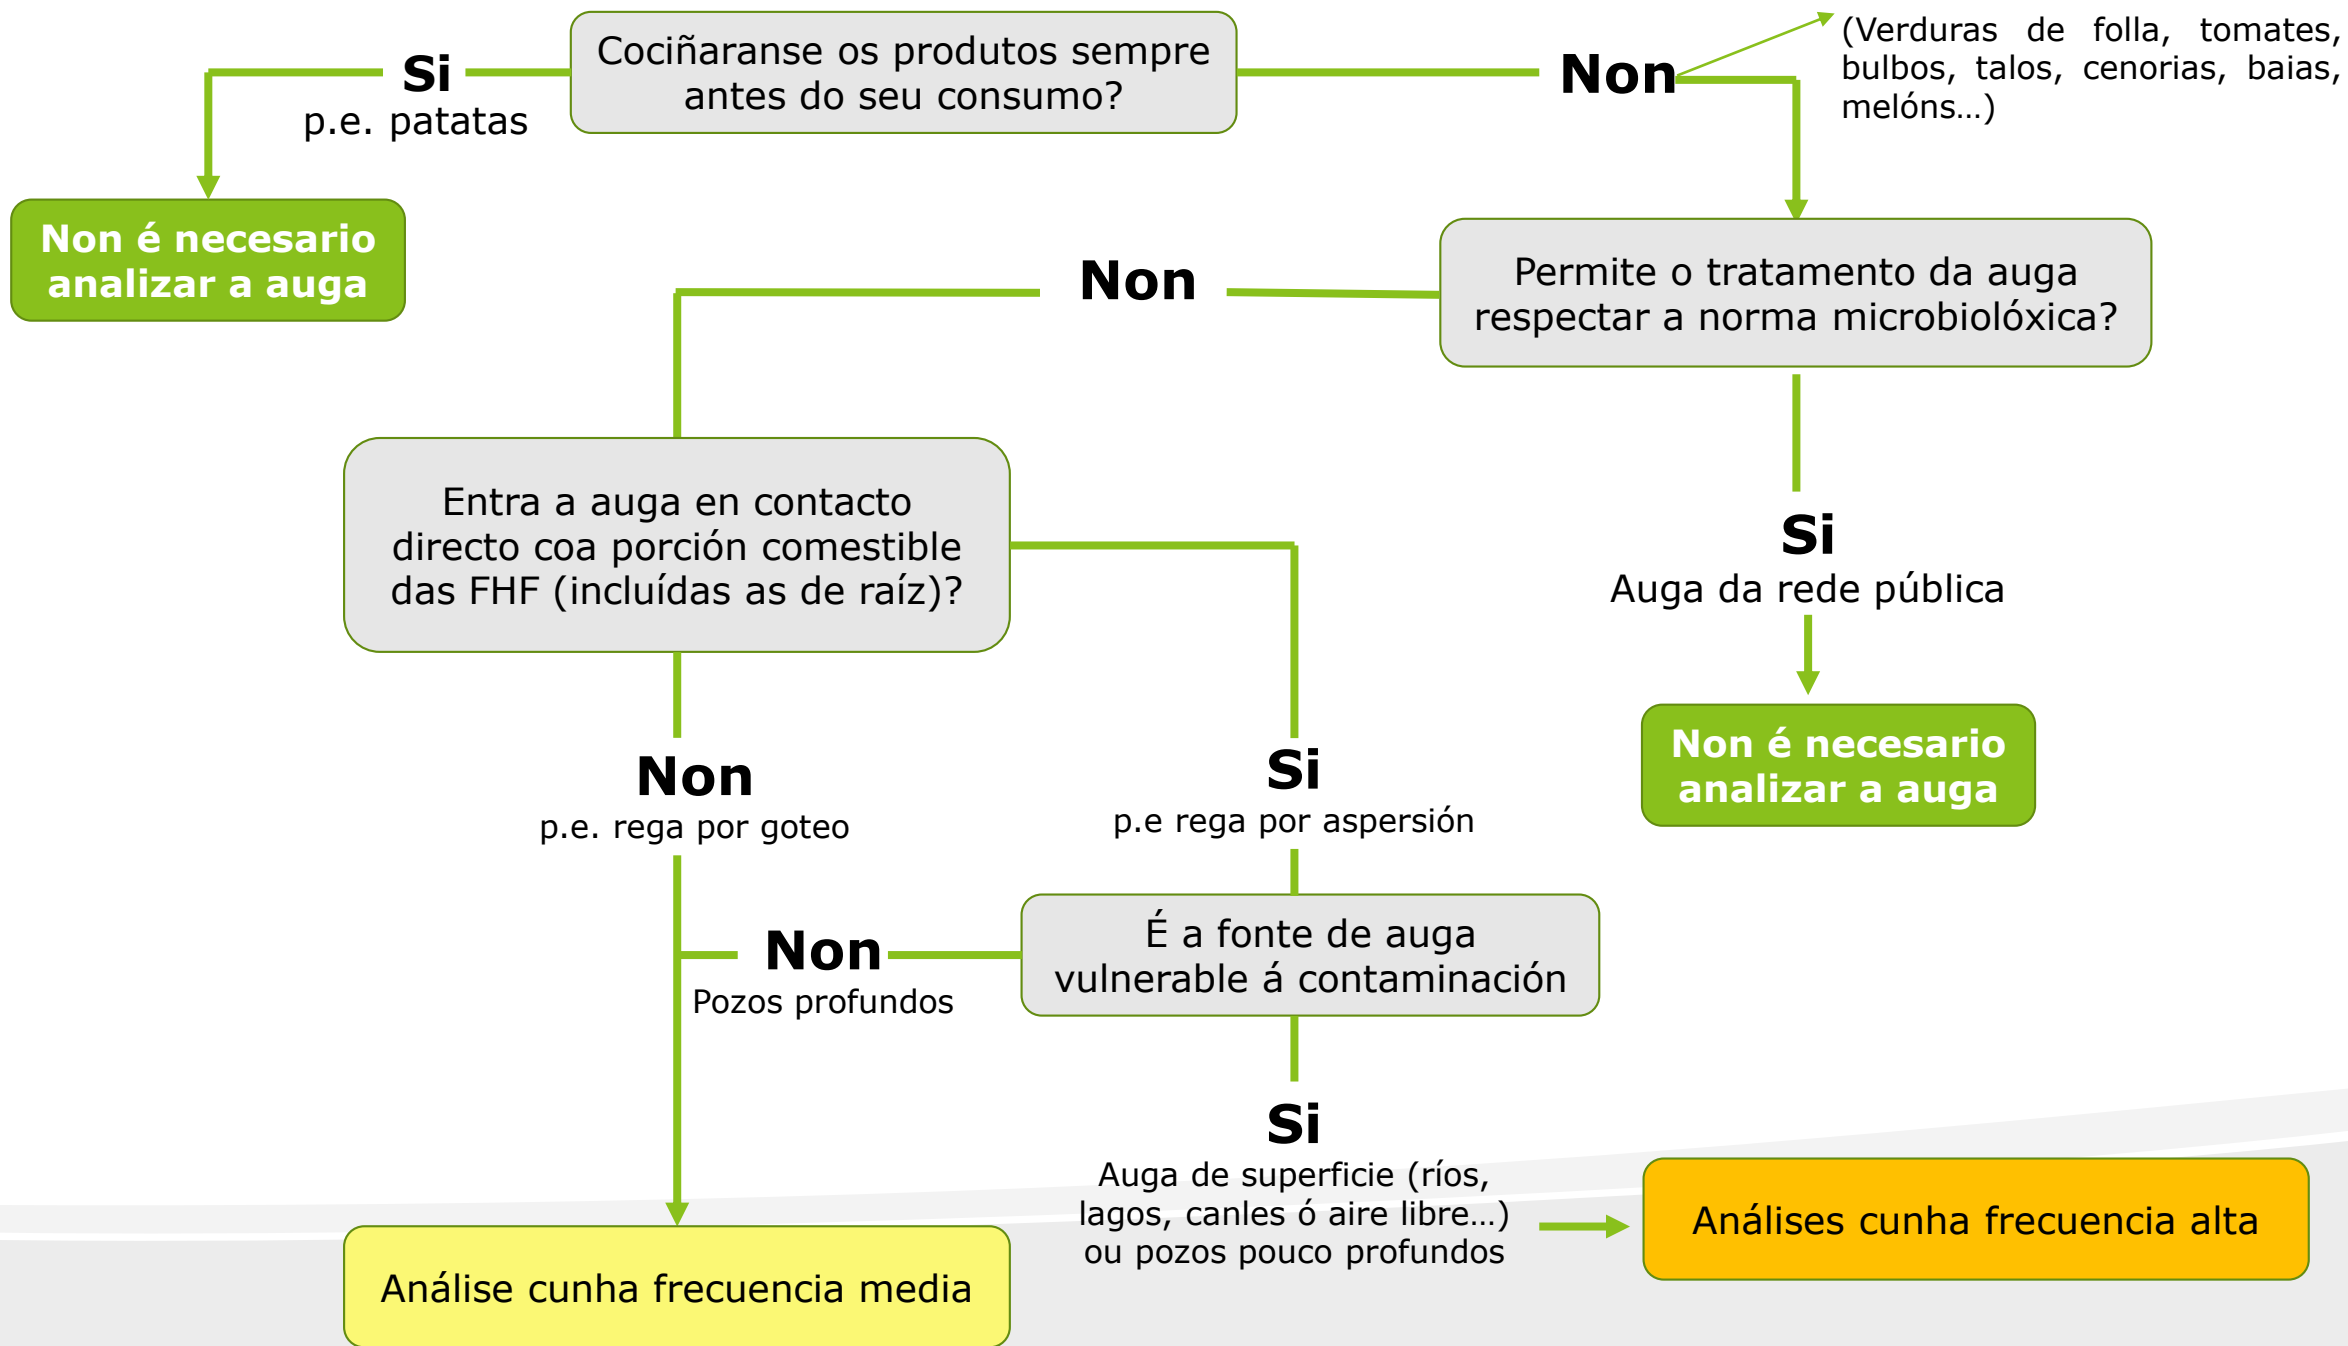 Cociñaranse os produtos sempre
antes do seu consumo?
Si
p.e. patatas
Non
(Verduras de folla, tomates,
bulbos, talos, cenorias, baias,
melóns…)
Non é necesario
analizar a auga
Permite o tratamento da auga
respectar a norma microbiolóxica?
Non
Si
Auga da rede pública
Non é necesario
analizar a auga
Entra a auga en contacto
directo coa porción comestible
das FHF (incluídas as de raíz)?
Non
p.e. rega por goteo
Si
p.e rega por aspersión
É a fonte de auga
vulnerable á contaminación
Non
Pozos profundos
Si
Auga de superficie (ríos,
lagos, canles ó aire libre…)
ou pozos pouco profundos
Análises cunha frecuencia alta
Análise cunha frecuencia media